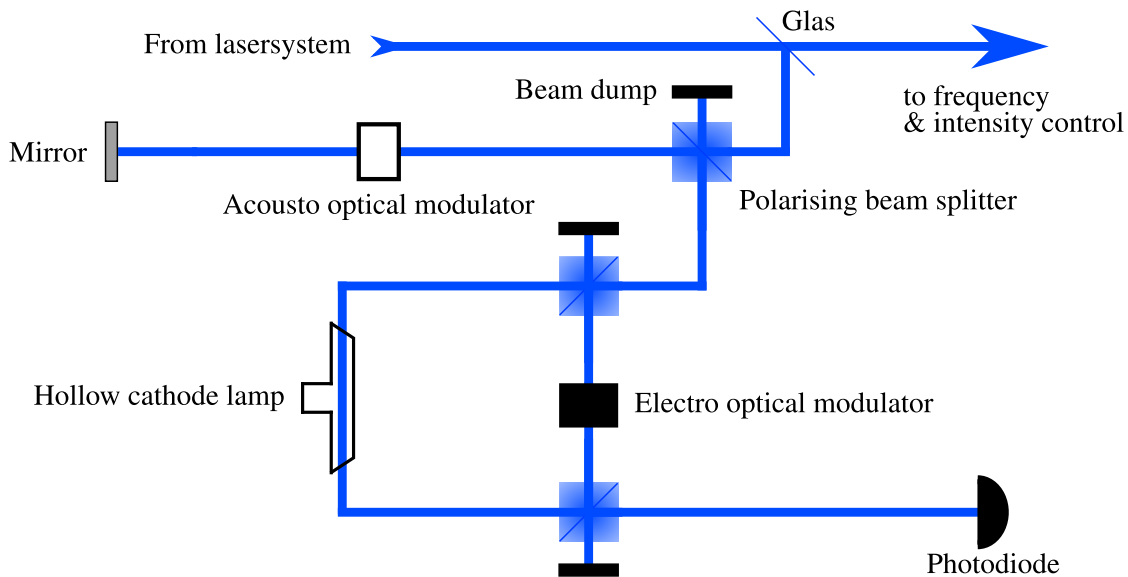 Glas
From lasersystem
Beam dump
to frequency
& intensity control
Mirror
Acousto optical modulator
Polarising beam splitter
Hollow cathode lamp
Electro optical modulator
Photodiode